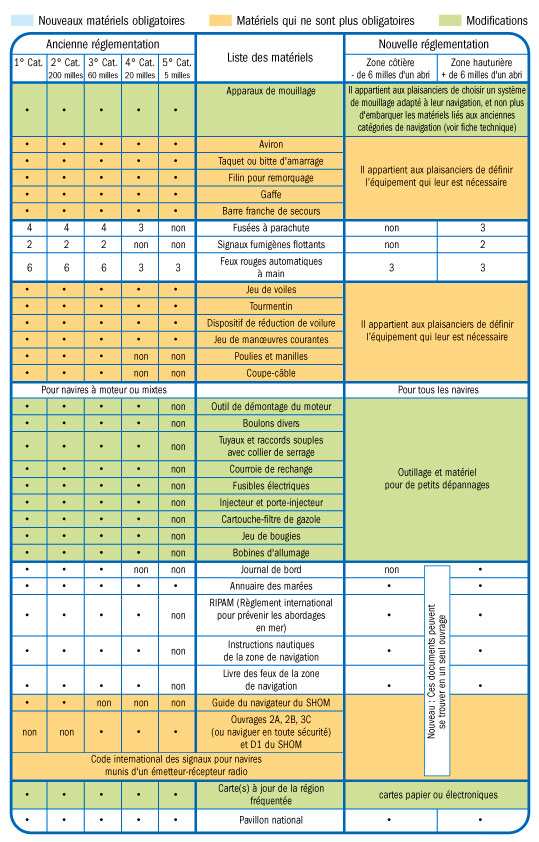 Nouveaux matériels obligatoires Matériels qui ne sont plus obligatoires Modifications
Ancienne réglementation Liste des matériels Nouvelle réglementation
1° Cat. 2° Cat. 3° Cat. 4° Cat. 5° Cat. Zone côtière Zone hauturière
200 milles 60 milles 20 milles 5 milles - de 6 milles d'un abri + de 6 milles d'un abri
• • • • • Apparaux de mouillage
Il appartient aux plaisanciers de choisir un système
de mouillage adapté à leur navigation, et non plus
d'embarquer les matériels liés aux anciennes
catégories de navigation (voir fiche technique)
• • • • • Aviron
• • • • • Taquet ou bitte d'amarrage
• • • • • Filin pour remorquage
• • • • • Gaffe
• • • • • Barre franche de secours
Il appartient aux plaisanciers de définir
l'équipement qui leur est nécessaire
4 4 4 3 non Fusées à parachute non 3
2 2 2 non non Signaux fumigènes flottants non 2
6 6 6 3 3 Feux rouges automatiques
à main 3 3
• • • • • Jeu de voiles
• • • • • Tourmentin
• • • • • Dispositif de réduction de voilure
• • • • • Jeu de manœuvres courantes
• • • non non Poulies et manilles
• • • non non Coupe-câble
Il appartient aux plaisanciers de définir
l'équipement qui leur est nécessaire
Pour navires à moteur ou mixtes Pour tous les navires
• • • • non Outil de démontage du moteur
• • • • non Boulons divers
• • • • non Tuyaux et raccords souples
avec collier de serrage
• • • • non Courroie de rechange
• • • • non Fusibles électriques
• • • • non Injecteur et porte-injecteur
• • • • non Cartouche-filtre de gazole
• • • • non Jeu de bougies
• • • • non Bobines d'allumage
Outillage et matériel
pour de petits dépannages
• • • non non Journal de bord non •
• • • • • Annuaire des marées • •
• • • • non RIPAM (Règlement international
pour prévenir les abordages
en mer) • •
• • • • non Instructions nautiques
de la zone de navigation • •
• • • • non Livre des feux de la zone
de navigation • •
Nouveau : Ces documents peuvent
se trouver en un seul ouvrage
• • non non non Guide du navigateur du SHOM
non non • • • Ouvrages 2A, 2B, 3C
(ou naviguer en toute sécurité)
et D1 du SHOM
Code international des signaux pour navires
munis d'un émetteur-récepteur radio
• • • • • Carte(s) à jour de la région
fréquentée cartes papier ou électroniques
• • • • • Pavillon national • •